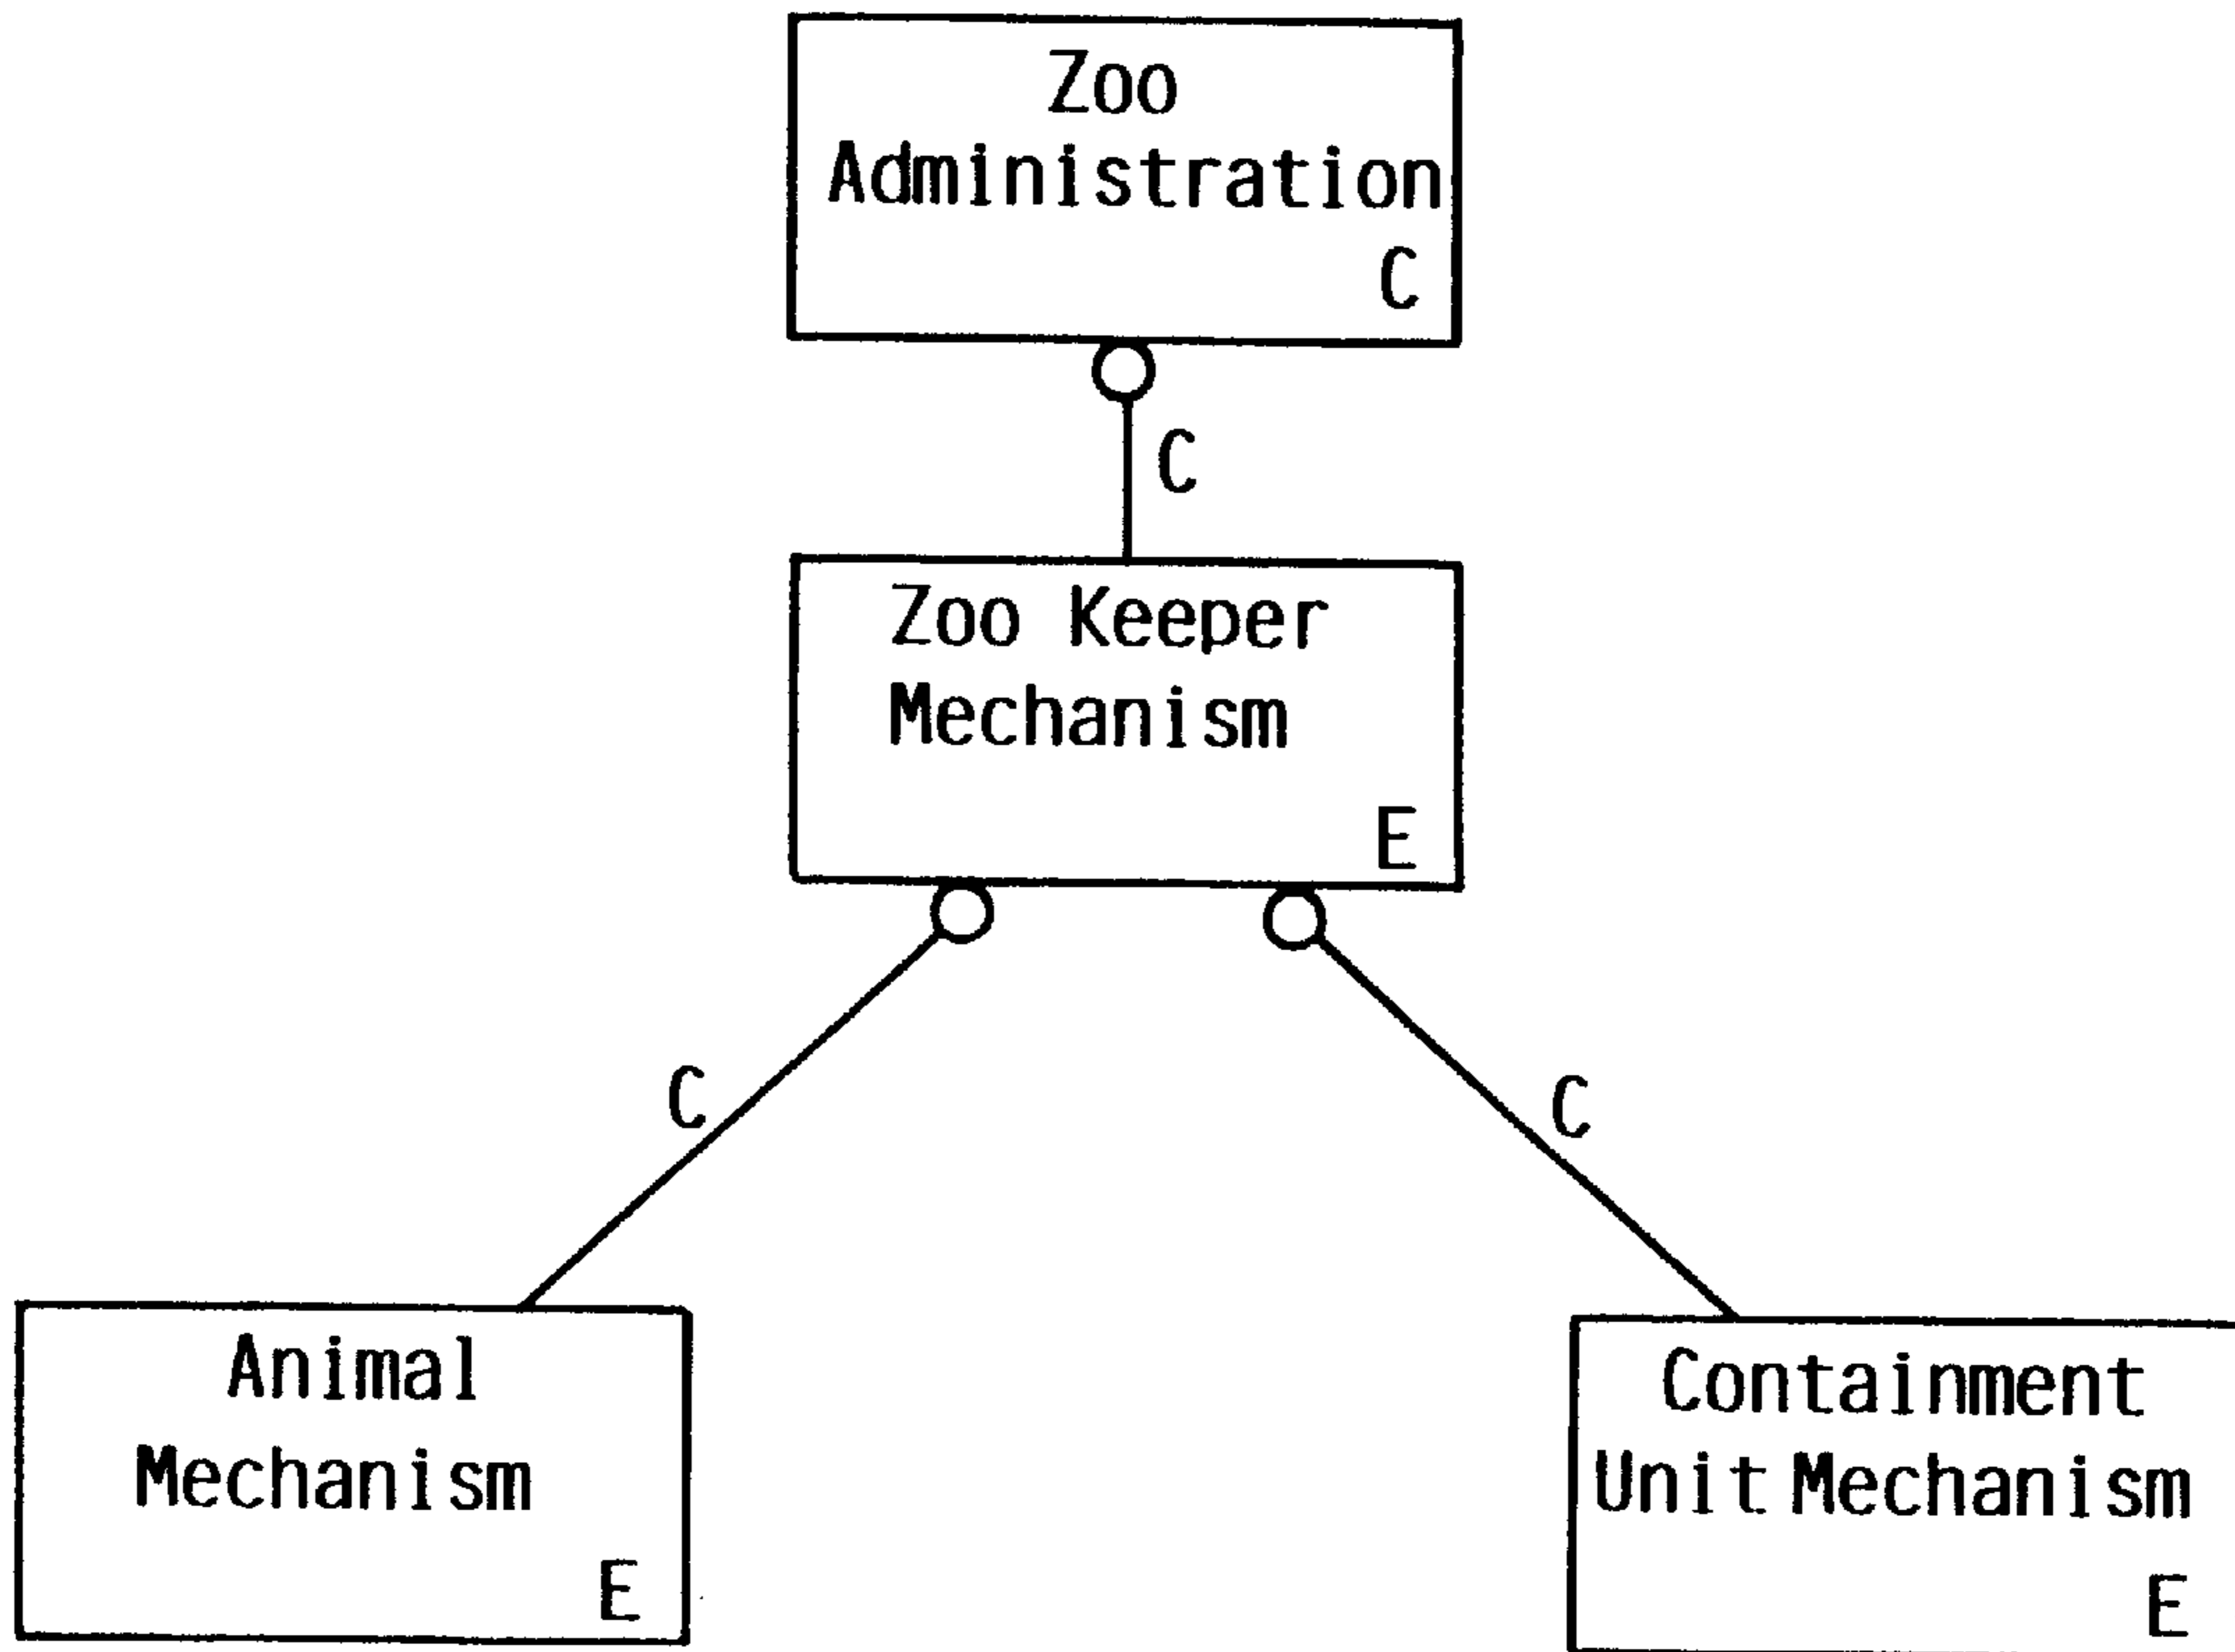 Zoo
Administration
C
C
Zoo Keeper
Mechanism
E
C
C
Animal
Mechanism
E
Containment
Unit Mechanism
E